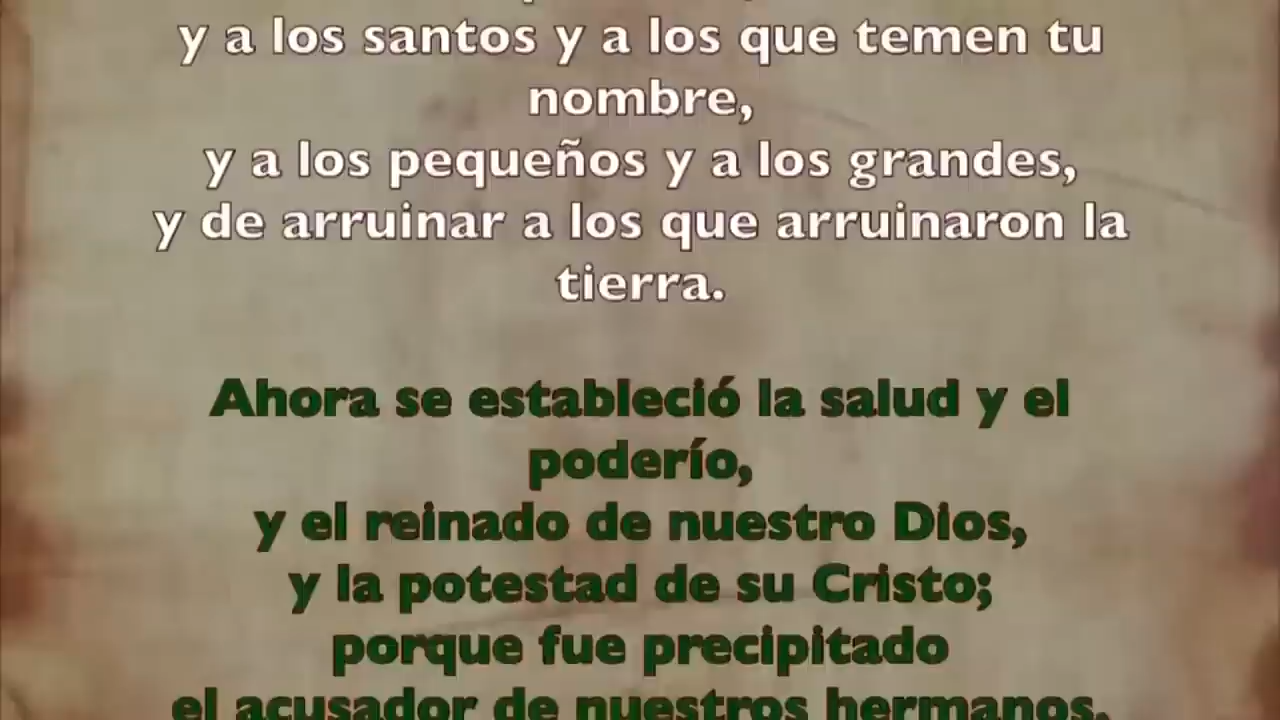 y a los santos y a los que temen tu
nombre,
y a los pequeños y a los grandes,
y de arruinar a los que arruinaron la
tierra.
Ahora se estableció la salud y el
poderío,
y el reinado de nuestro Dios,
y la potestad de su Cristo;
porque fue precipitado
el acusador de nuestros hermanos,